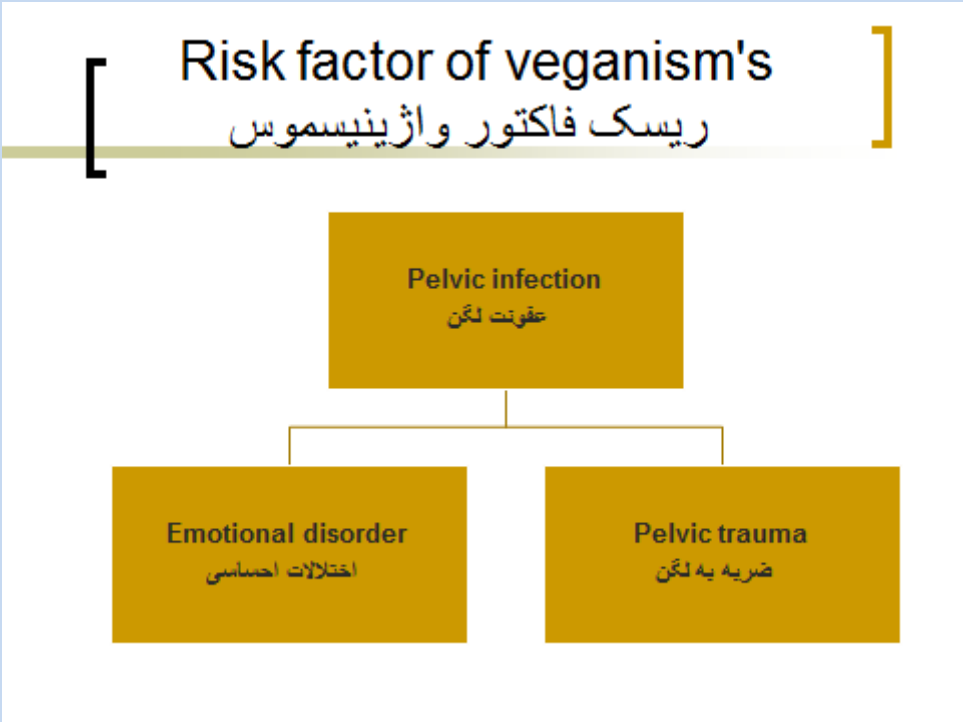 Risk factor of veganism's
ریسک فاکتور واژینیسموس
Pelvic infection
عفونت لگن
Emotional disorder
اختلالات احساسی
Pelvic trauma
ضربه به لگن